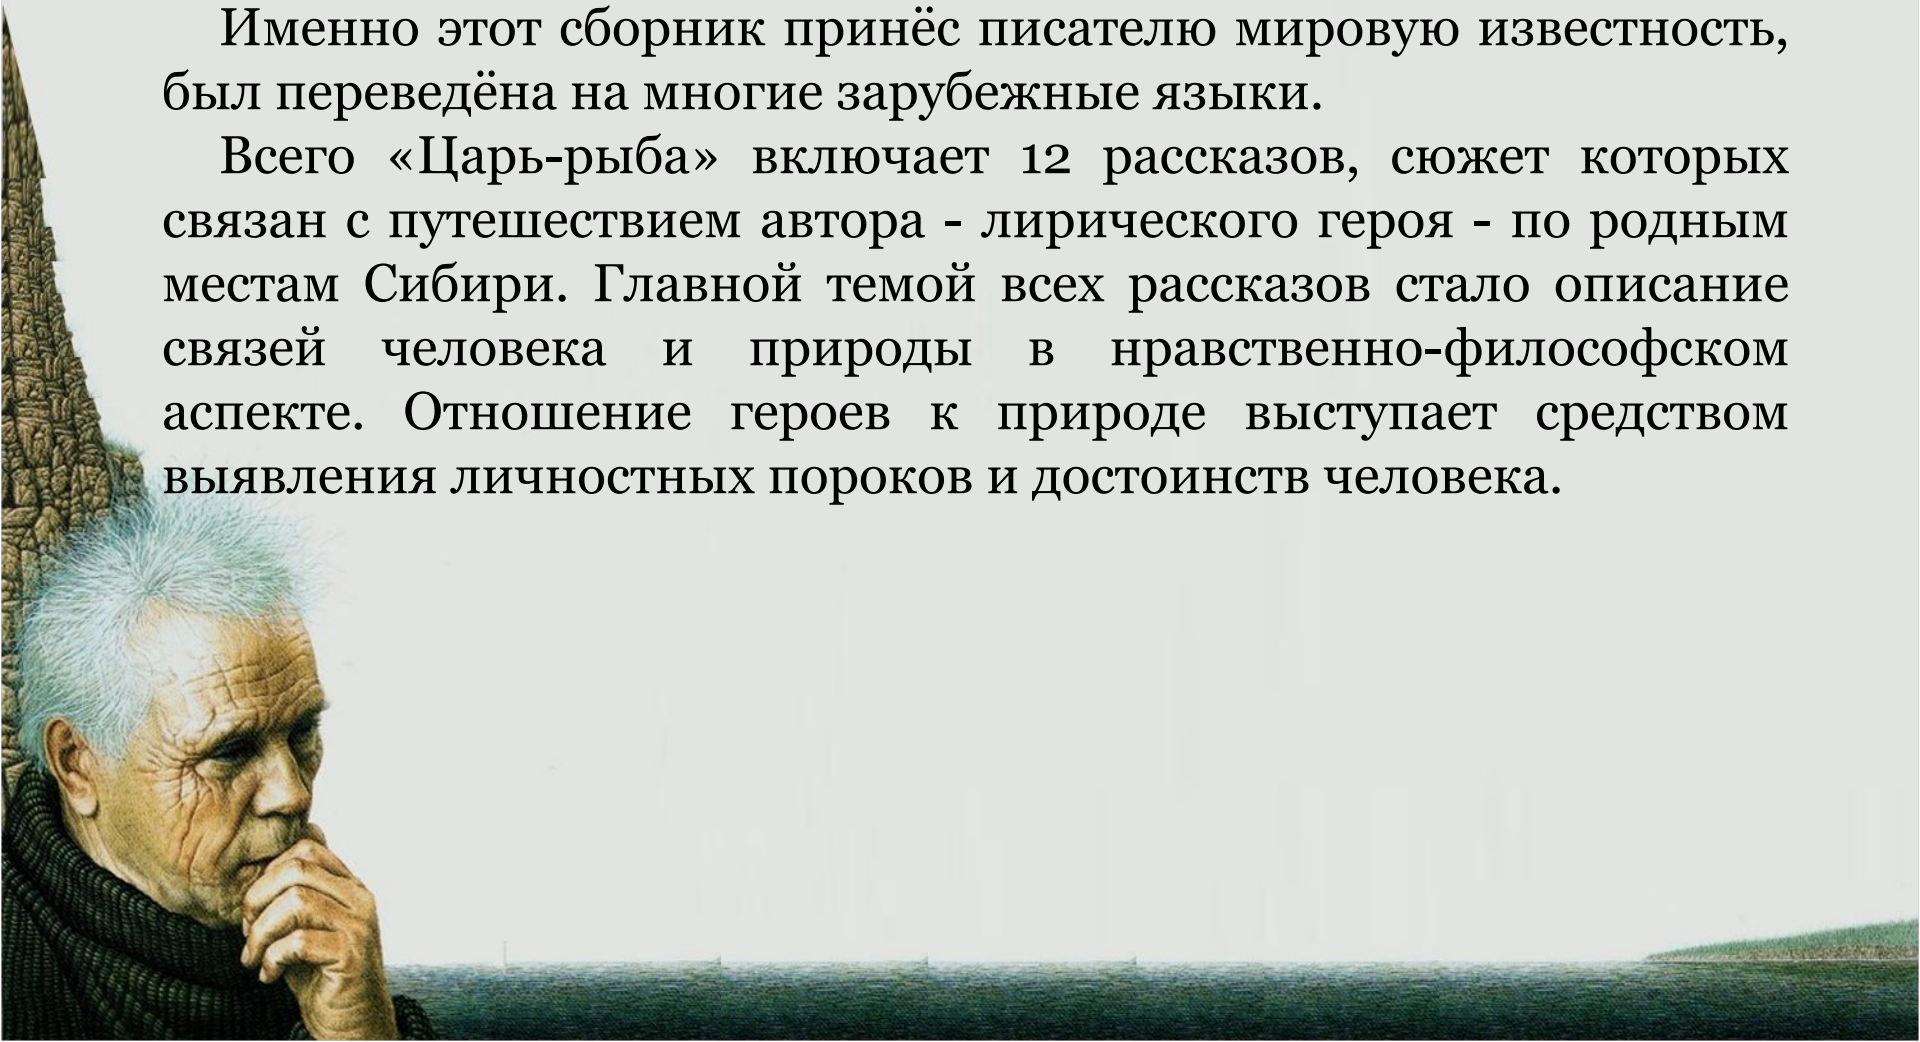 Именно этот сборник принёс писателю мировую известность,
был переведёна на многие зарубежные языки.
Всего «Царь-рыба» включает 12 рассказов, сюжет которых
связан с путешествием автора - лирического героя - по родным
местам Сибири. Главной темой всех рассказов стало описание
связей человека и природы в нравственно-философском
аспекте. Отношение героев к природе выступает средством
выявления личностных пороков и достоинств человека.